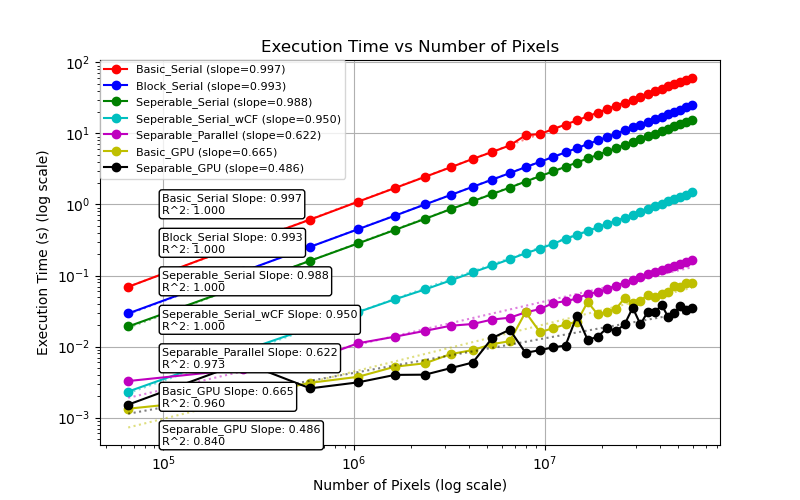 Execution Time vs Number of Pixels
Basic_Serial (slope=0.997)
Block_Serial (slope=0.993)
Seperable_Serial (slope=0.988)
Seperable_Serial_wCF (slope=0.950)
Separable_Parallel (slope=0.622)
Basic_GPU (slope=0.665)
Separable_GPU (slope=0.486)
Basic_Serial Slope: 0.997
R^2: 1.000
Block_Serial Slope: 0.993
R^2: 1.000
Seperable_Serial Slope: 0.988
R^2: 1.000
Seperable_Serial_wCF Slope: 0.950
R^2: 1.000
Separable_Parallel Slope: 0.622
R^2: 0.973
Basic_GPU Slope: 0.665
R^2: 0.960
Separable_GPU Slope: 0.486
R^2: 0.840
Execution Time (s) (log scale)
10²
10¹
10⁰
10⁻¹
10⁻²
10⁻³
10⁵ 10⁶ 10⁷
Number of Pixels (log scale)